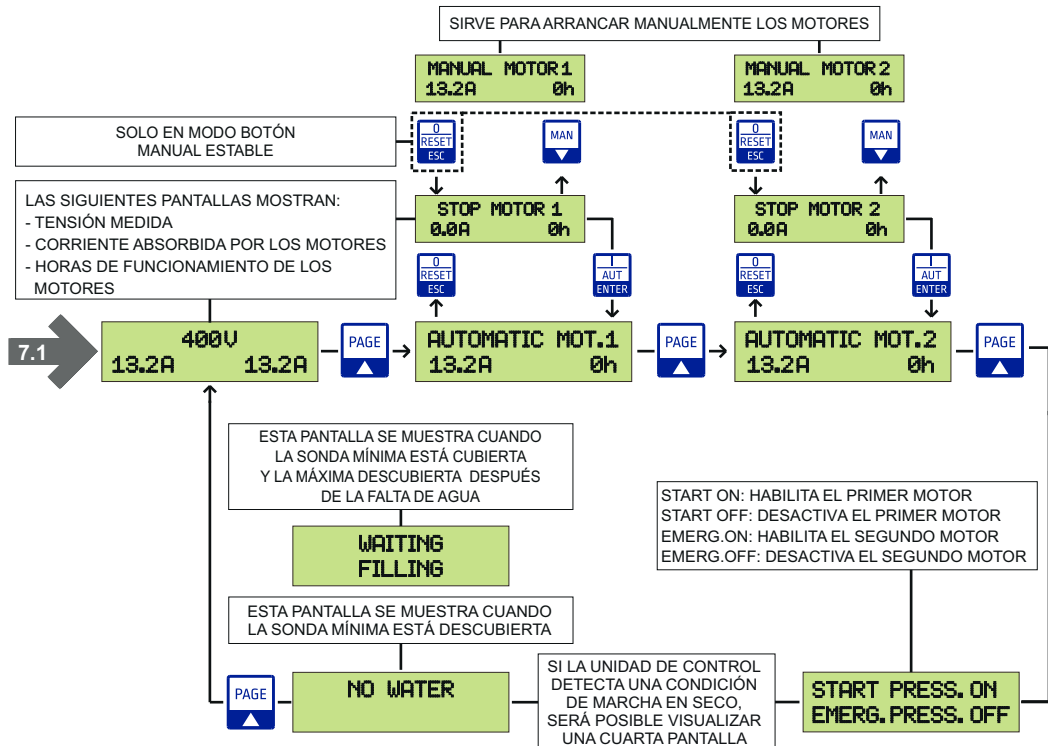 SIRVE PARA ARRANCAR MANUALMENTE LOS MOTORES
MANUAL MOTOR 1
13.2A 0h
MANUAL MOTOR 2
13.2A 0h
SOLO EN MODO BOTÓN
MANUAL ESTABLE
0
RESET
ESC
MAN
0
RESET
ESC
MAN
LAS SIGUIENTES PANTALLAS MOSTRAN:
- TENSIÓN MEDIDA
- CORRIENTE ABSORBIDA POR LOS MOTORES
- HORAS DE FUNCIONAMIENTO DE LOS
MOTORES
STOP MOTOR 1
0.0A 0h
STOP MOTOR 2
0.0A 0h
0
RESET
ESC
I
AUT
ENTER
0
RESET
ESC
I
AUT
ENTER
7.1
400V
13.2A 13.2A
PAGE
AUTOMATIC MOT.1
13.2A 0h
PAGE
AUTOMATIC MOT.2
13.2A 0h
PAGE
ESTA PANTALLA SE MUESTRA CUANDO
LA SONDA MÍNIMA ESTÁ CUBIERTA
Y LA MÁXIMA DESCUBIERTA DESPUÉS
DE LA FALTA DE AGUA
WAITING
FILLING
START ON: HABILITA EL PRIMER MOTOR
START OFF: DESACTIVA EL PRIMER MOTOR
EMERG.ON: HABILITA EL SEGUNDO MOTOR
EMERG.OFF: DESACTIVA EL SEGUNDO MOTOR
ESTA PANTALLA SE MUESTRA CUANDO
LA SONDA MÍNIMA ESTÁ DESCUBIERTA
PAGE
NO WATER
SI LA UNIDAD DE CONTROL
DETECTA UNA CONDICIÓN
DE MARCHA EN SECO,
SERÁ POSIBLE VISUALIZAR
UNA CUARTA PANTALLA
START PRESS. ON
EMERG. PRESS. OFF